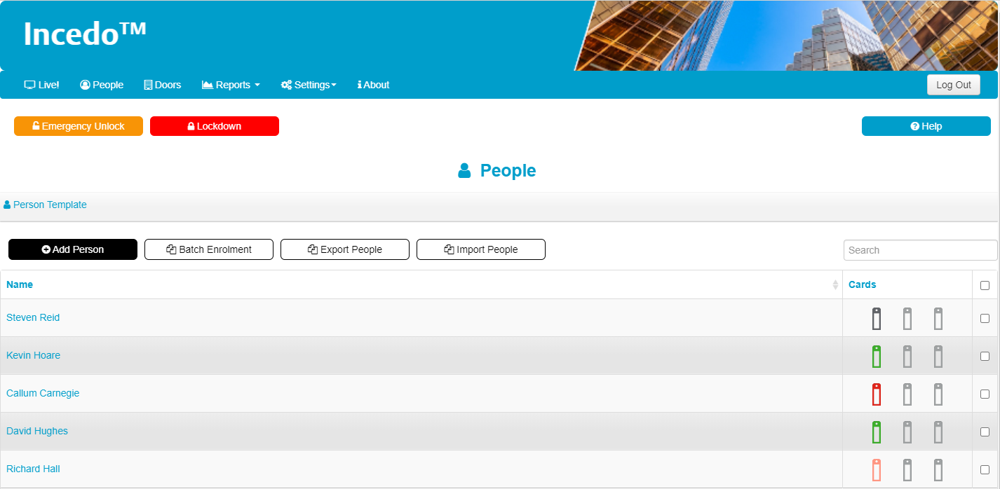 Incedo™
Live! People Doors Reports Settings About Log Out
Emergency Unlock Lockdown Help
People
Person Template
Add Person Batch Enrolment Export People Import People Search
Name Cards
Steven Reid
Kevin Hoare
Callum Carnegie
David Hughes
Richard Hall